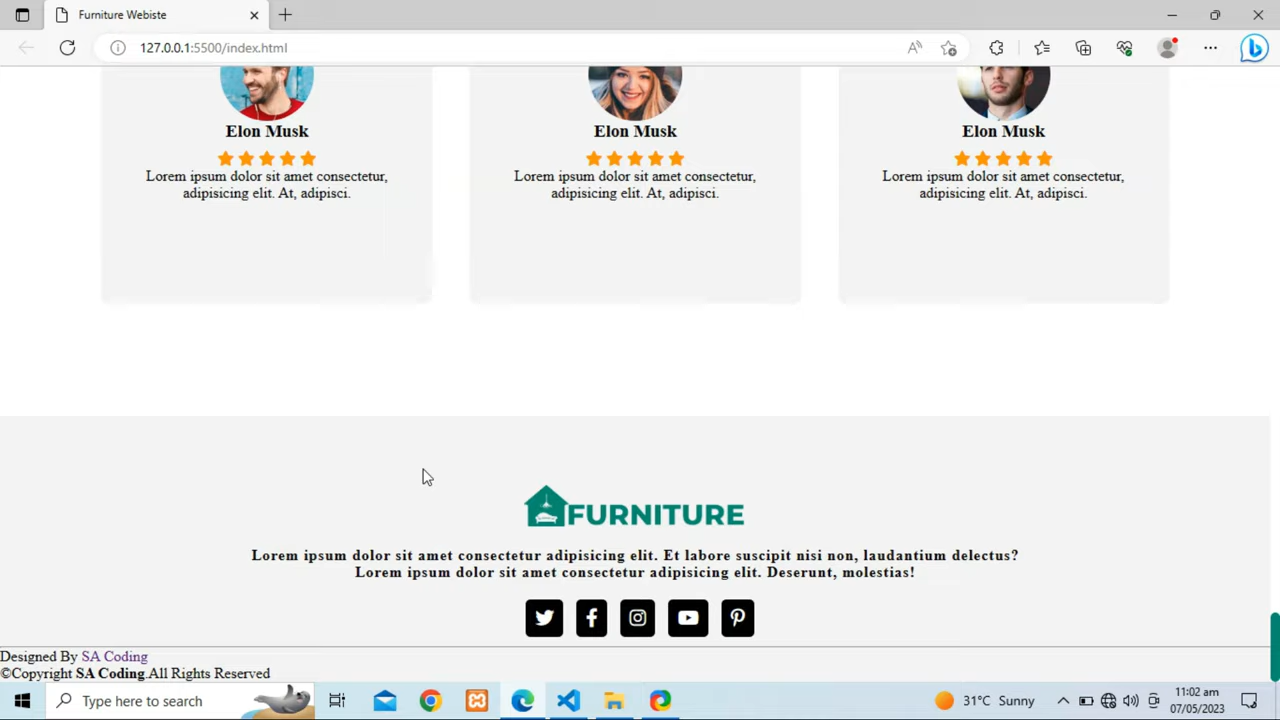 Furniture Webiste
127.0.0.1:5500/index.html
Elon Musk
Lorem ipsum dolor sit amet consectetur,
adipisicing elit. At, adipisci.
Elon Musk
Lorem ipsum dolor sit amet consectetur,
adipisicing elit. At, adipisci.
Elon Musk
Lorem ipsum dolor sit amet consectetur,
adipisicing elit. At, adipisci.
FURNITURE
Lorem ipsum dolor sit amet consectetur adipisicing elit. Et labore suscipit nisi non, laudantium delectus?
Lorem ipsum dolor sit amet consectetur adipisicing elit. Deserunt, molestias!
Designed By SA Coding
©Copyright SA Coding.All Rights Reserved
Type here to search
31°C Sunny
11:02 am
07/05/2023